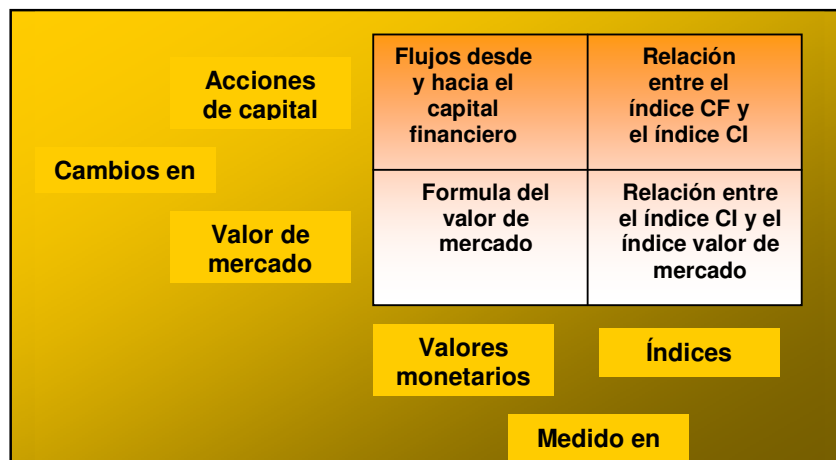 Acciones
de capital
Flujos desde
y hacia el
capital
financiero
Relación
entre el
índice CF y
el índice CI
Cambios en
Valor de
mercado
Formula del
valor de
mercado
Relación entre
el índice CI y el
índice valor de
mercado
Valores
monetarios
Índices
Medido en